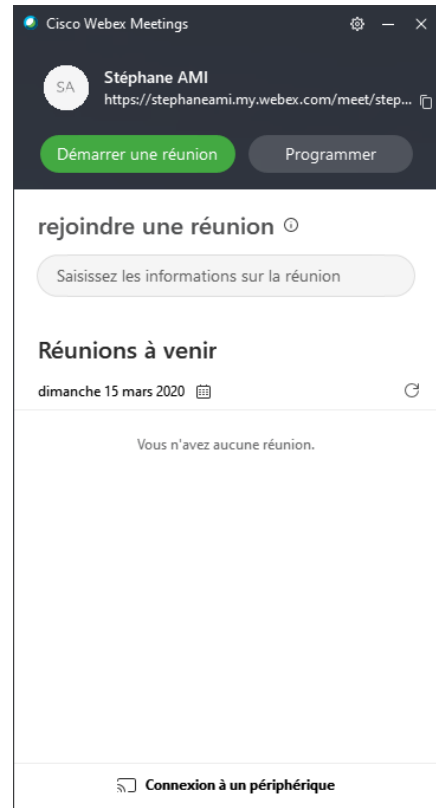 Cisco Webex Meetings
SA
Stéphane AMI
https://stephaneami.my.webex.com/meet/step...
Démarrer une réunion
Programmer
rejoindre une réunion
Saisissez les informations sur la réunion
Réunions à venir
dimanche 15 mars 2020
Vous n'avez aucune réunion.
Connexion à un périphérique